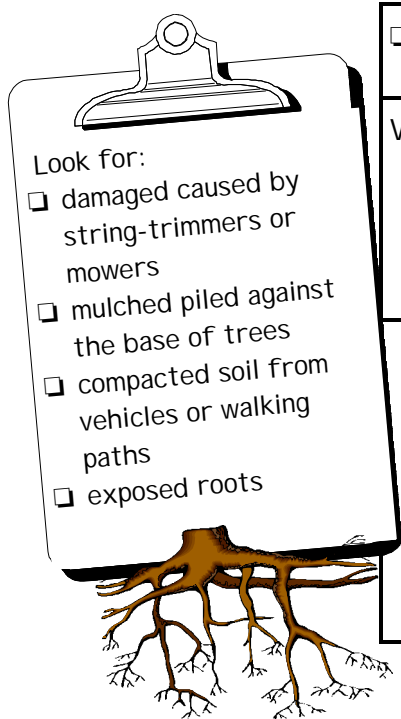 Look for:
❏ damaged caused by
string-trimmers or
mowers
❏ mulched piled against
the base of trees
❏ compacted soil from
vehicles or walking
paths
❏ exposed roots